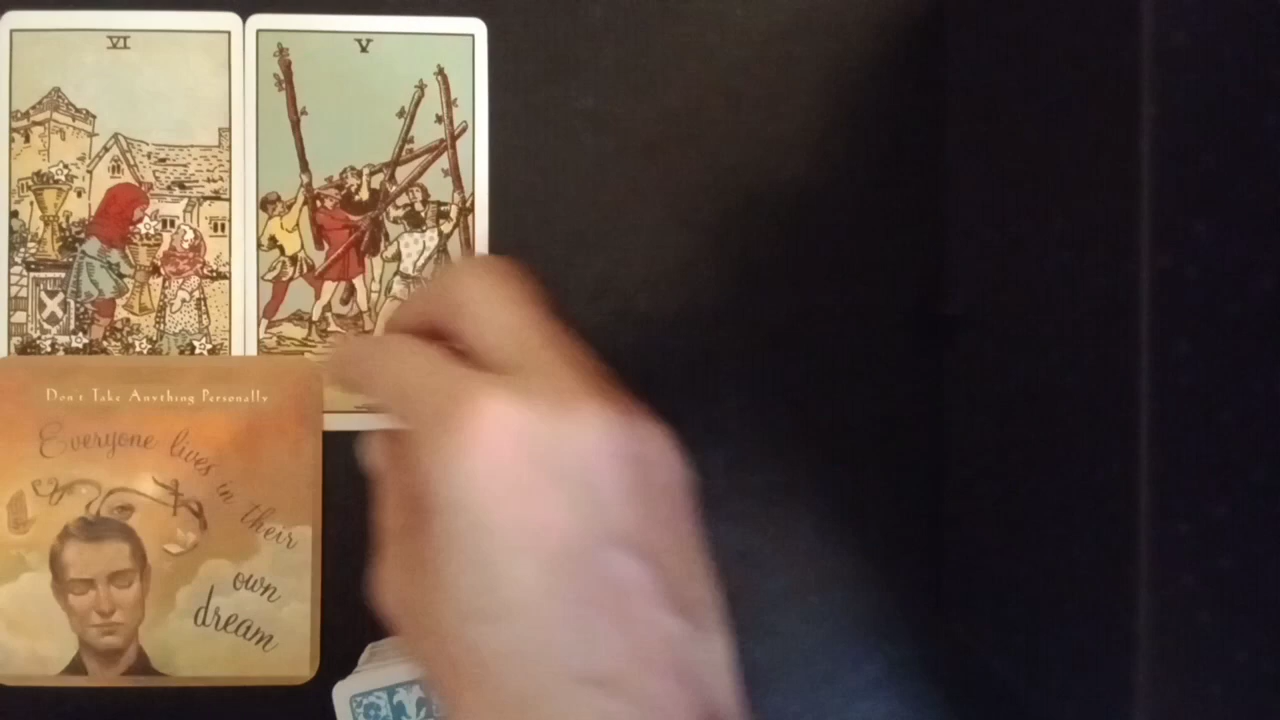 VI
V
Don't Take Anything Personally
Everyone lives in their
own
dream